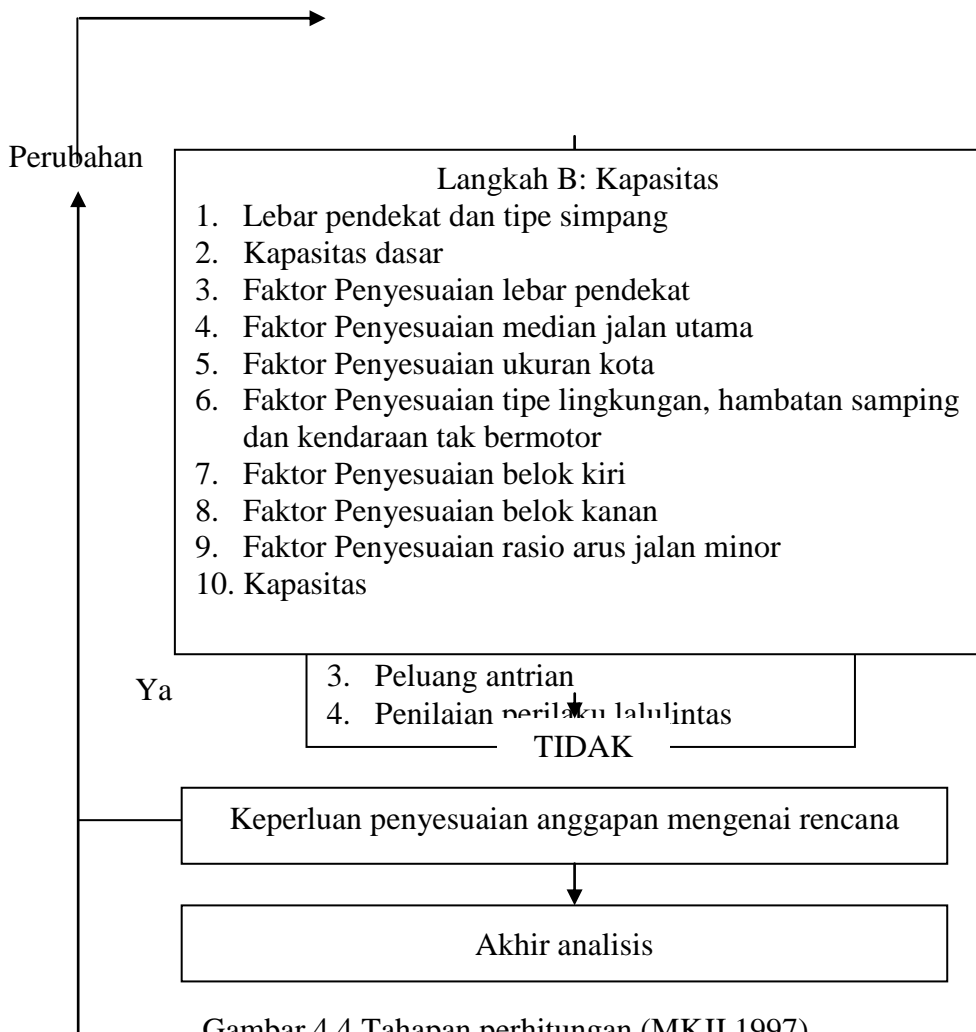 Perubahan
Langkah B: Kapasitas
1. Lebar pendekat dan tipe simpang
2. Kapasitas dasar
3. Faktor Penyesuaian lebar pendekat
4. Faktor Penyesuaian median jalan utama
5. Faktor Penyesuaian ukuran kota
6. Faktor Penyesuaian tipe lingkungan, hambatan samping
dan kendaraan tak bermotor
7. Faktor Penyesuaian belok kiri
8. Faktor Penyesuaian belok kanan
9. Faktor Penyesuaian rasio arus jalan minor
10. Kapasitas
Ya
3. Peluang antrian
4. Penilaian perilaku lalulintas
TIDAK
Keperluan penyesuaian anggapan mengenai rencana
Akhir analisis
Gambar 4.4 Tahapan perhitungan (MKJI 1997)